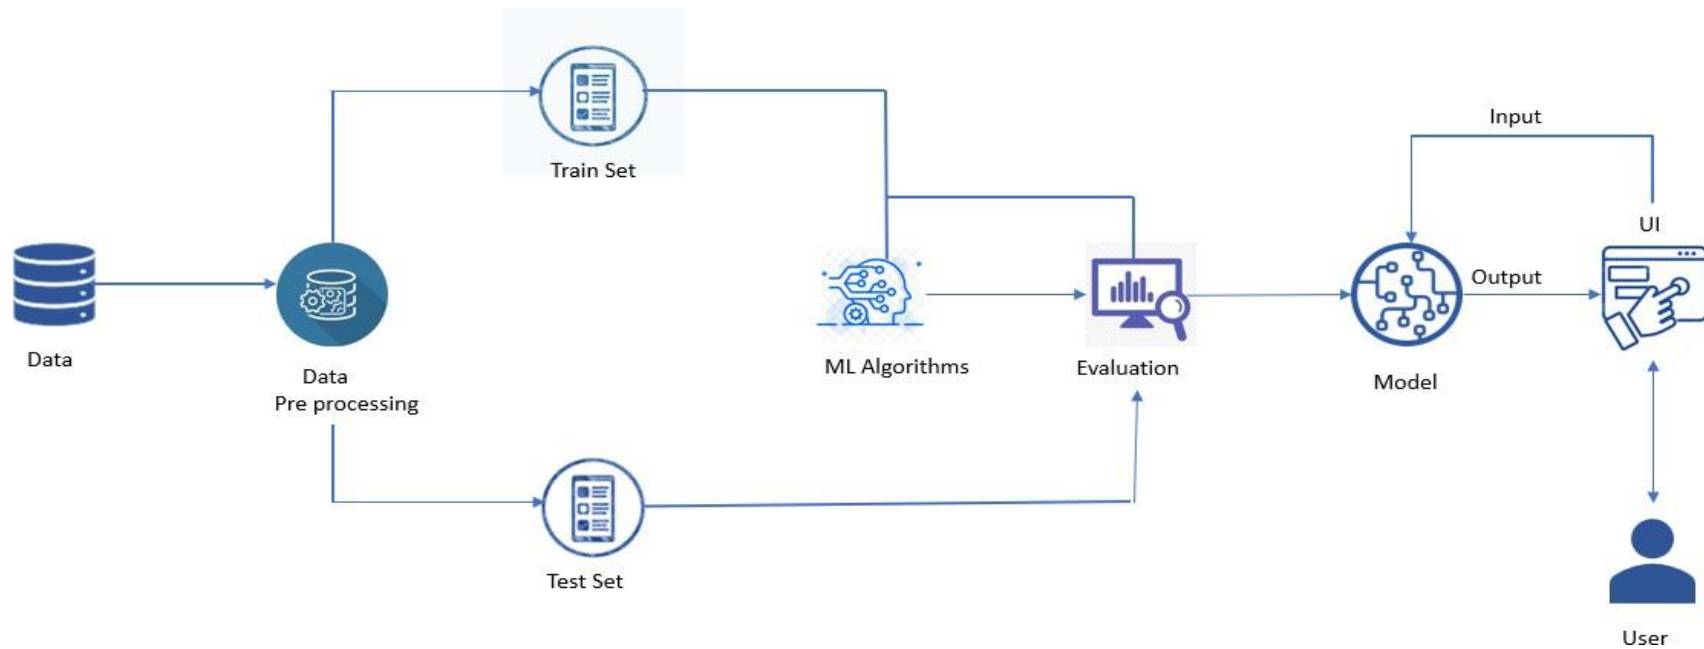 Train Set
Input
UI
Output
Data
Data
Pre processing
ML Algorithms
Evaluation
Model
Test Set
User